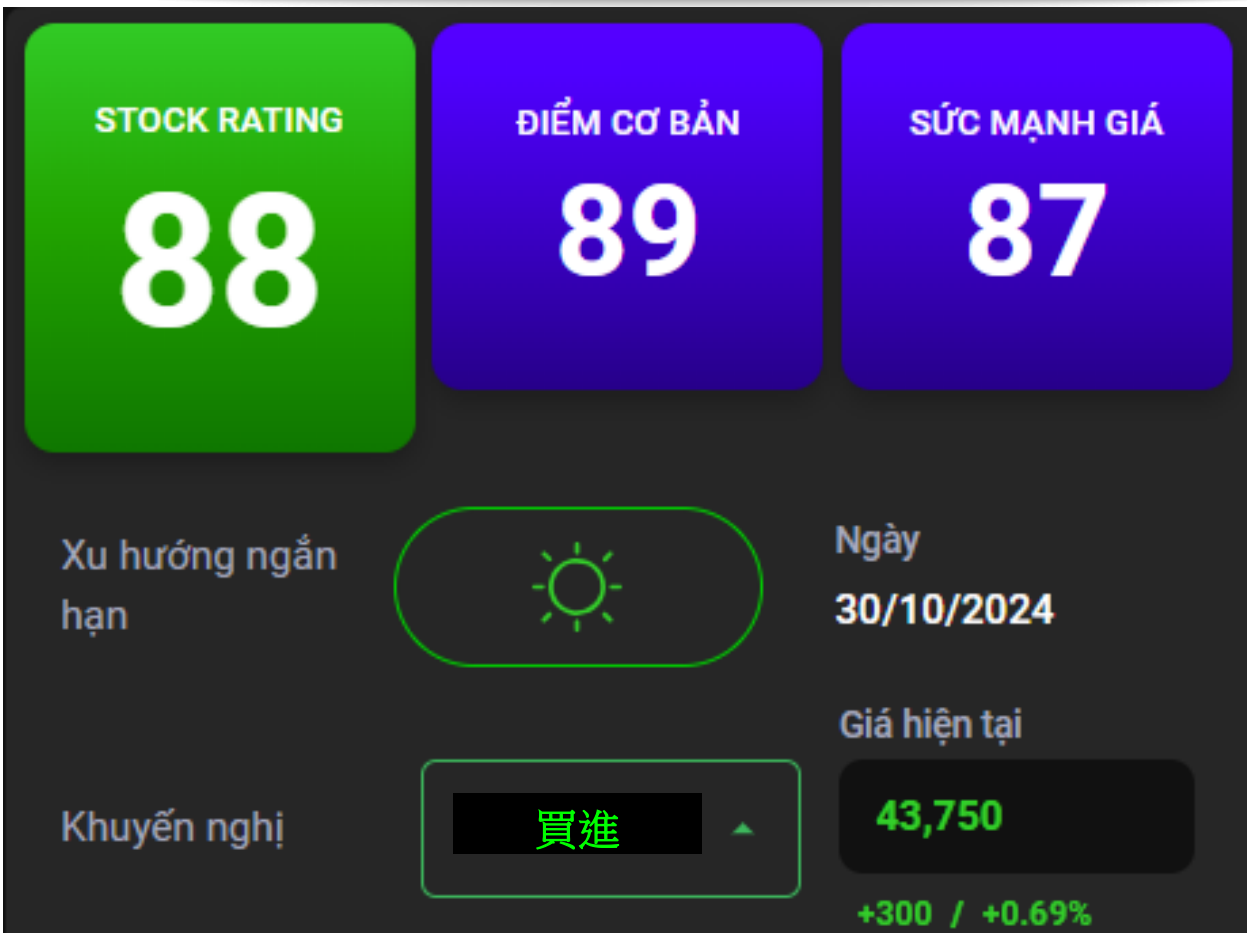 STOCK RATING
88
ĐIỂM CƠ BẢN
89
SỨC MẠNH GIÁ
87
Xu hướng ngắn
hạn
Ngày
30/10/2024
Khuyến nghị
買進
Giá hiện tại
43,750
+300 / +0.69%